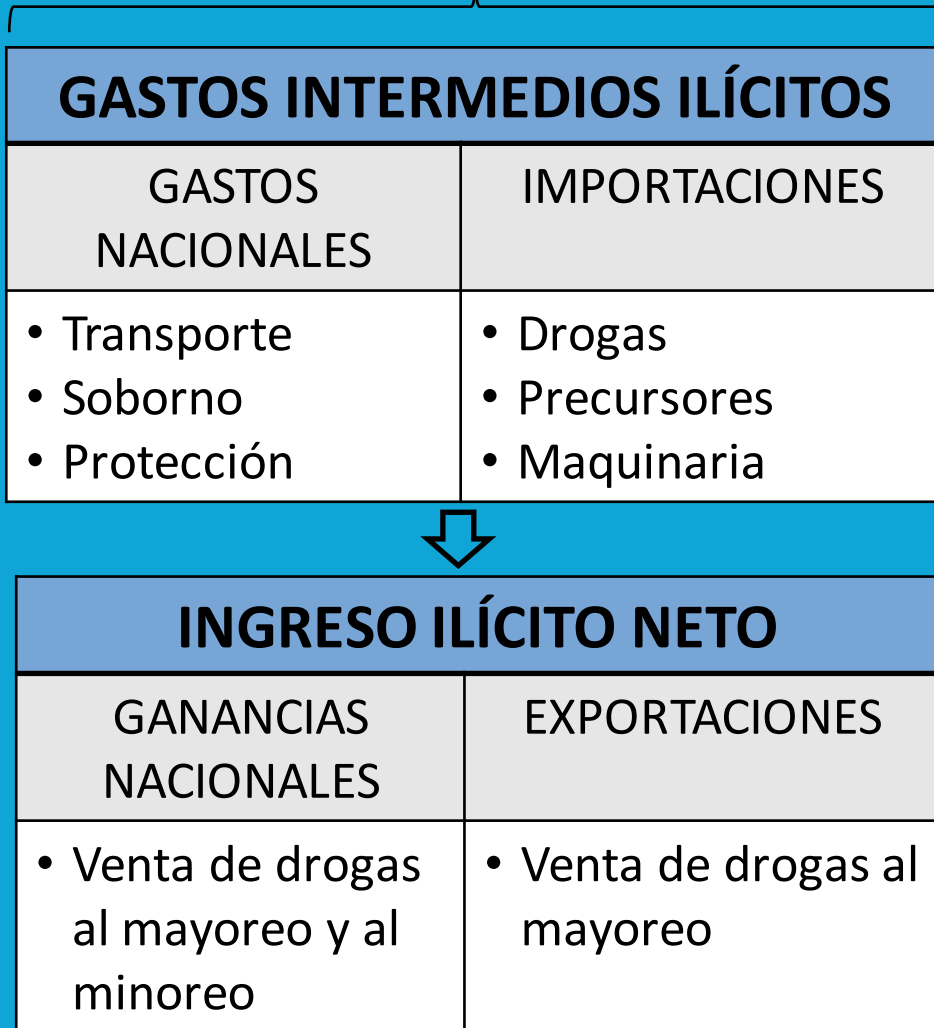 GASTOS INTERMEDIOS ILÍCITOS
GASTOS
NACIONALES
IMPORTACIONES
• Transporte
• Soborno
• Protección
• Drogas
• Precursores
• Maquinaria
INGRESO ILÍCITO NETO
GANANCIAS
NACIONALES
EXPORTACIONES
• Venta de drogas
al mayoreo y al
minoreo
• Venta de drogas al
mayoreo